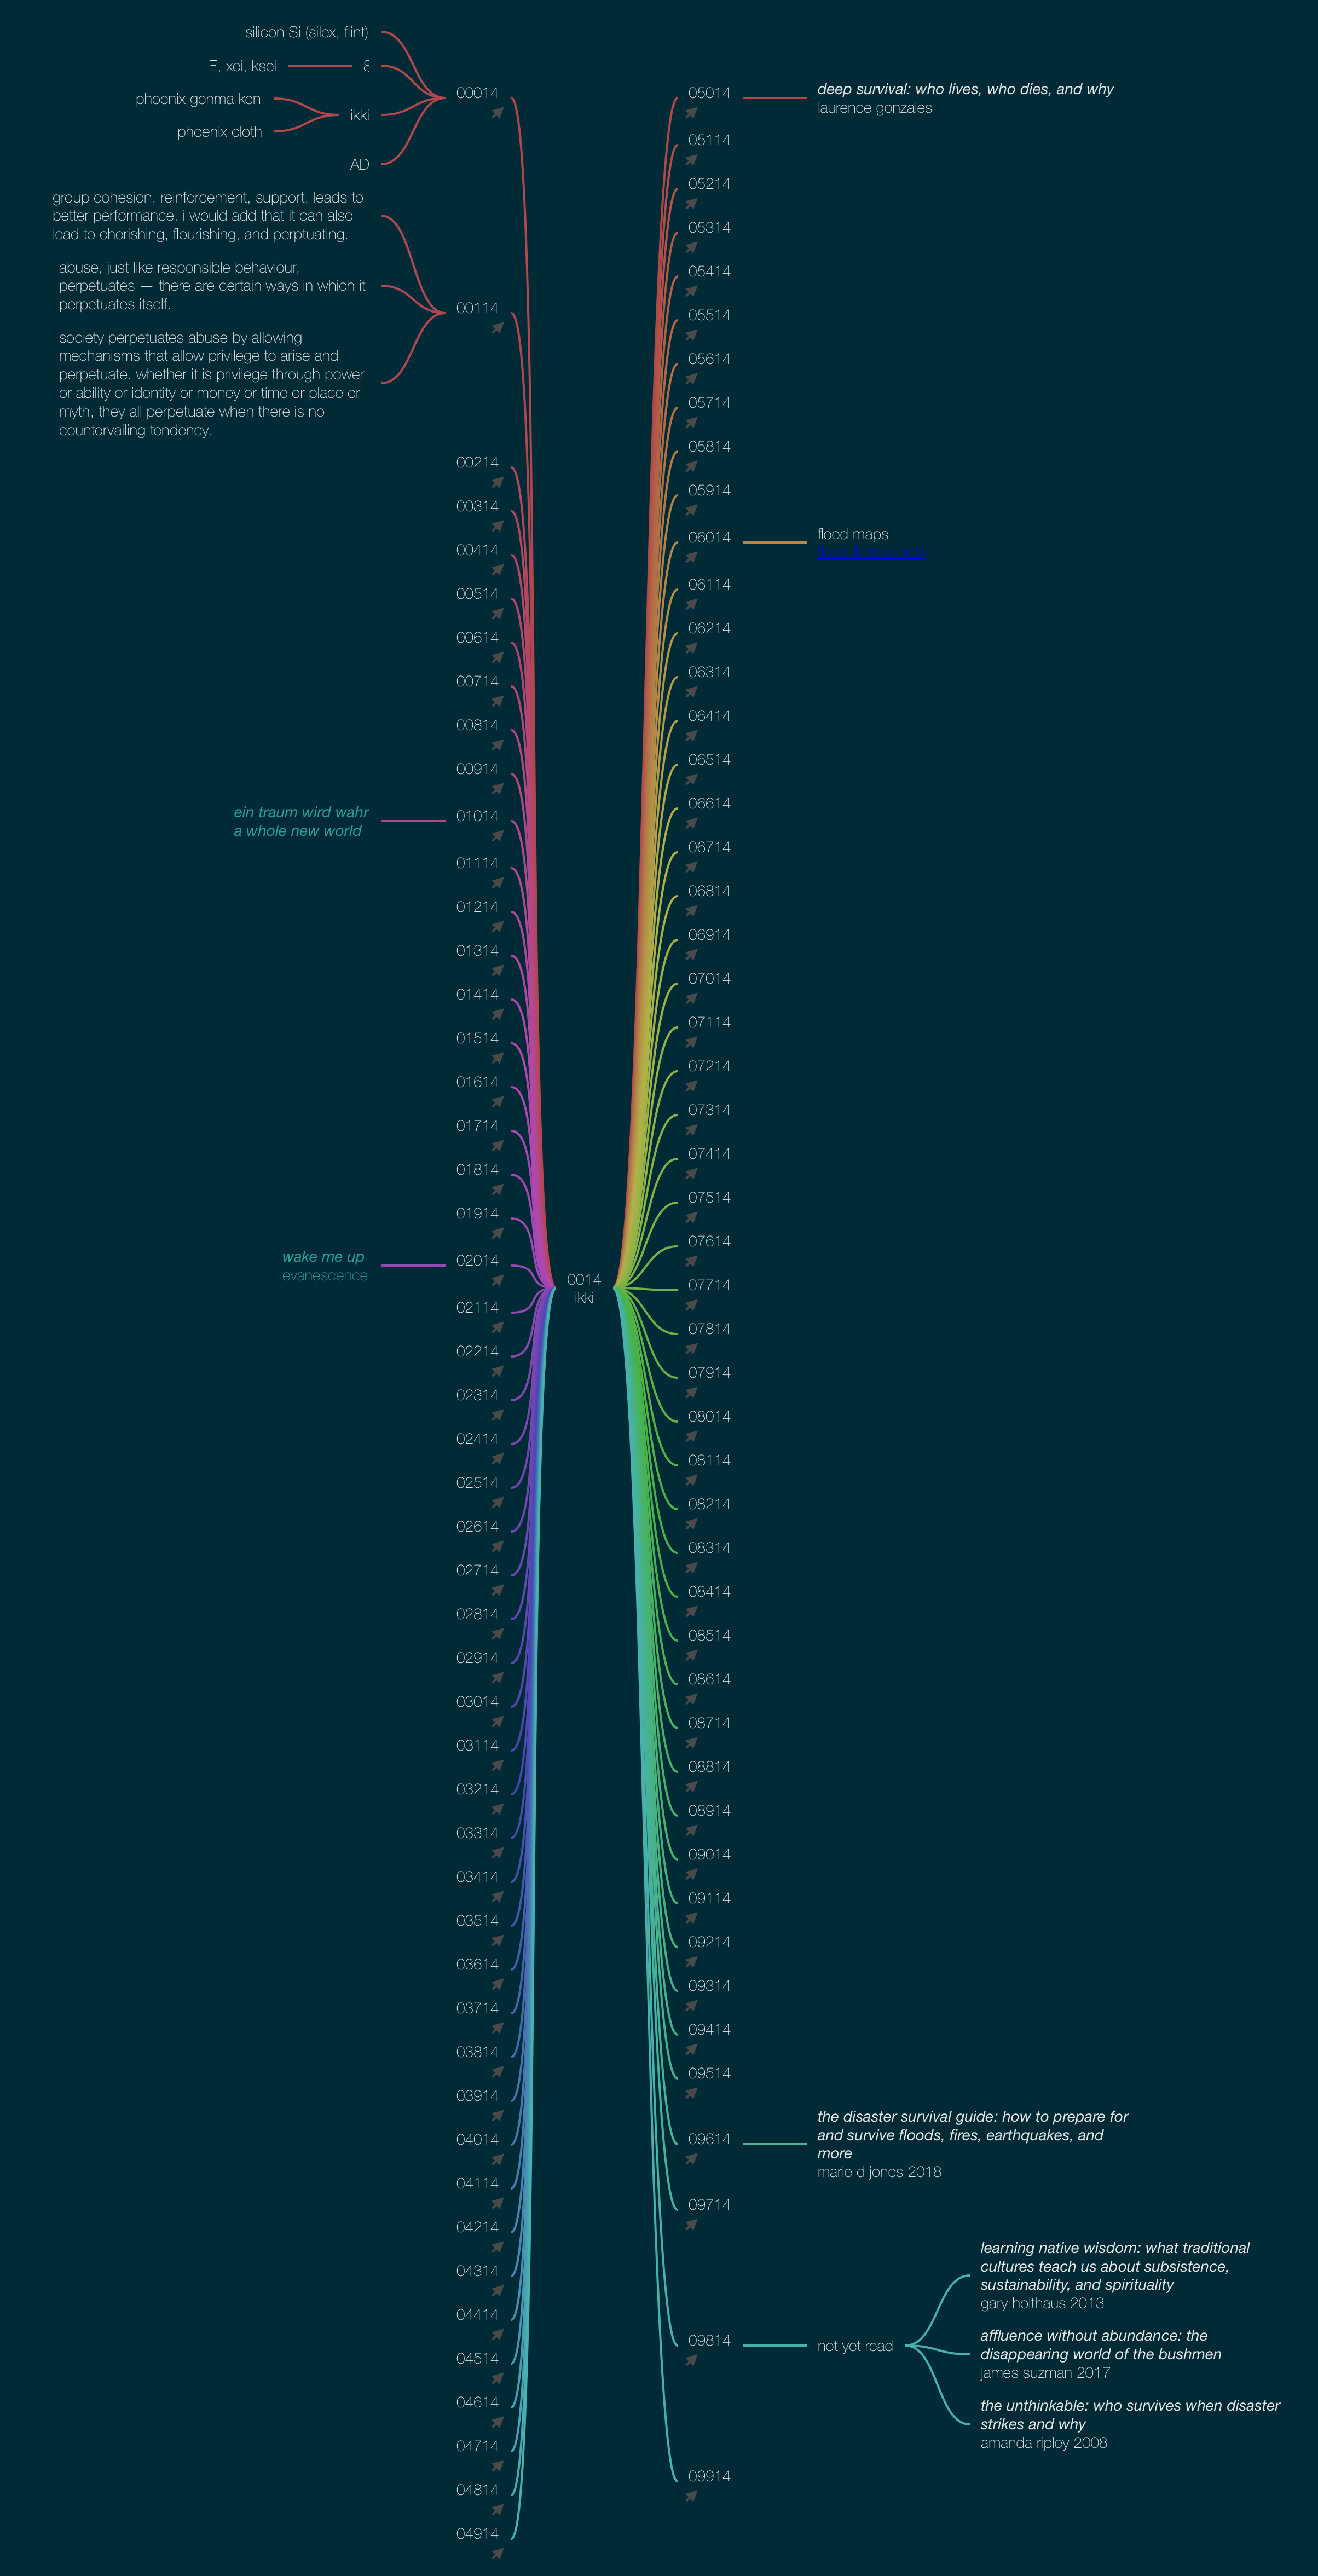 silicon Si (silex, flint)
Ξ, xei, ksei
ξ
phoenix genma ken
phoenix cloth
ikki
AD
00014
group cohesion, reinforcement, support, leads to
better performance. i would add that it can also
lead to cherishing, flourishing, and perptuating.
abuse, just like responsible behaviour,
perpetuates — there are certain ways in which it
perpetuates itself.
society perpetuates abuse by allowing
mechanisms that allow privilege to arise and
perpetuate. whether it is privilege through power
or ability or identity or money or time or place or
myth, they all perpetuate when there is no
countervailing tendency.
00114
00214
00314
00414
00514
00614
00714
00814
00914
ein traum wird wahr
a whole new world
01014
01114
01214
01314
01414
01514
01614
01714
01814
01914
wake me up
evanescence
02014
02114
02214
02314
02414
02514
02614
02714
02814
02914
03014
03114
03214
03314
03414
03514
03614
03714
03814
03914
04014
04114
04214
04314
04414
04514
04614
04714
04814
04914
0014
ikki
05014
deep survival: who lives, who dies, and why
laurence gonzales
05114
05214
05314
05414
05514
05614
05714
05814
05914
06014
flood maps
06114
06214
06314
06414
06514
06614
06714
06814
06914
07014
07114
07214
07314
07414
07514
07614
07714
07814
07914
08014
08114
08214
08314
08414
08514
08614
08714
08814
08914
09014
09114
09214
09314
09414
09514
09614
the disaster survival guide: how to prepare for
and survive floods, fires, earthquakes, and
more
marie d jones 2018
09714
09814
not yet read
learning native wisdom: what traditional
cultures teach us about subsistence,
sustainability, and spirituality
gary holthaus 2013
affluence without abundance: the
disappearing world of the bushmen
james suzman 2017
the unthinkable: who survives when disaster
strikes and why
amanda ripley 2008
09914